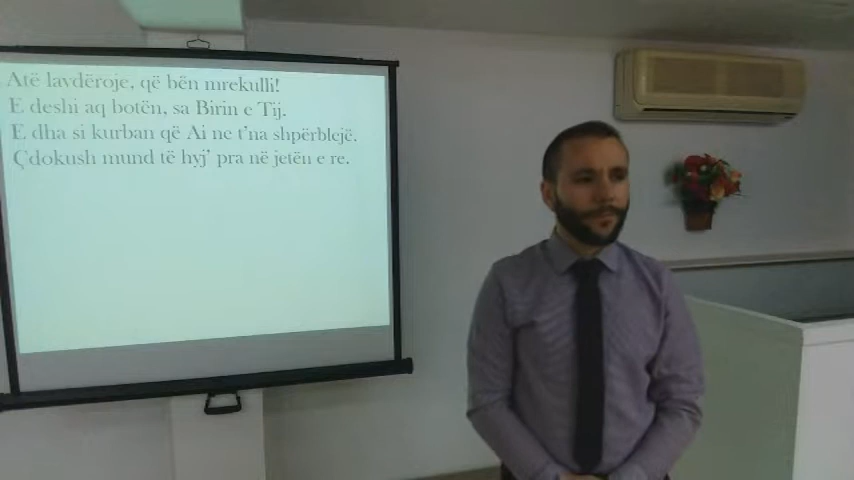 Atë lavdëroje, që bën mrekulli!
E deshi aq botën, sa Birin e Tij.
E dha si kurban që Ai ne t'na shpërblejë.
Çdokush mund të hyj' pra në jetën e re.